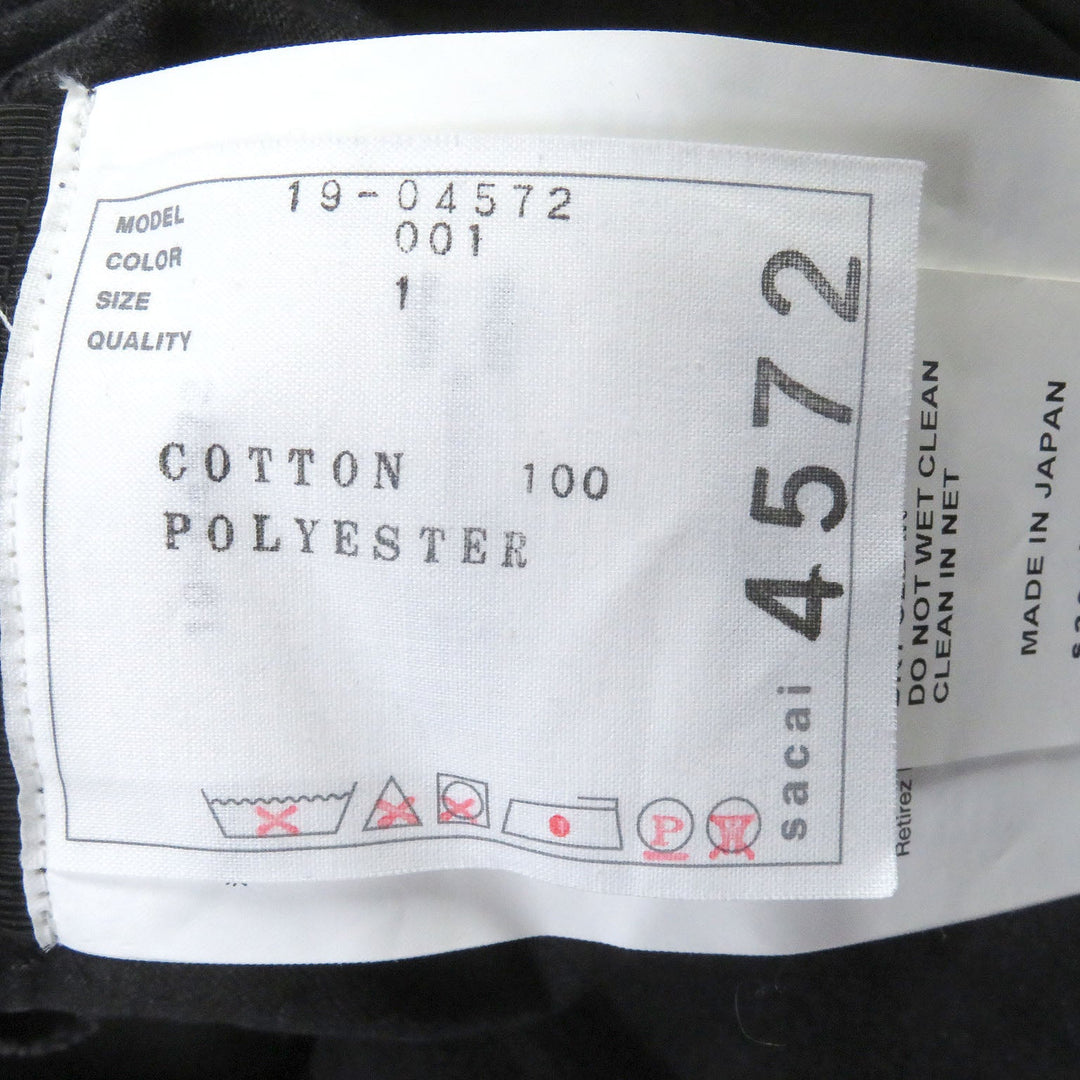 MODEL 19-04572
COLOR 001
SIZE 1
QUALITY
COTTON 100
POLYESTER
sacai 4572
P
W
DO NOT WET CLEAN
CLEAN IN NET
Retirez
MADE IN JAPAN